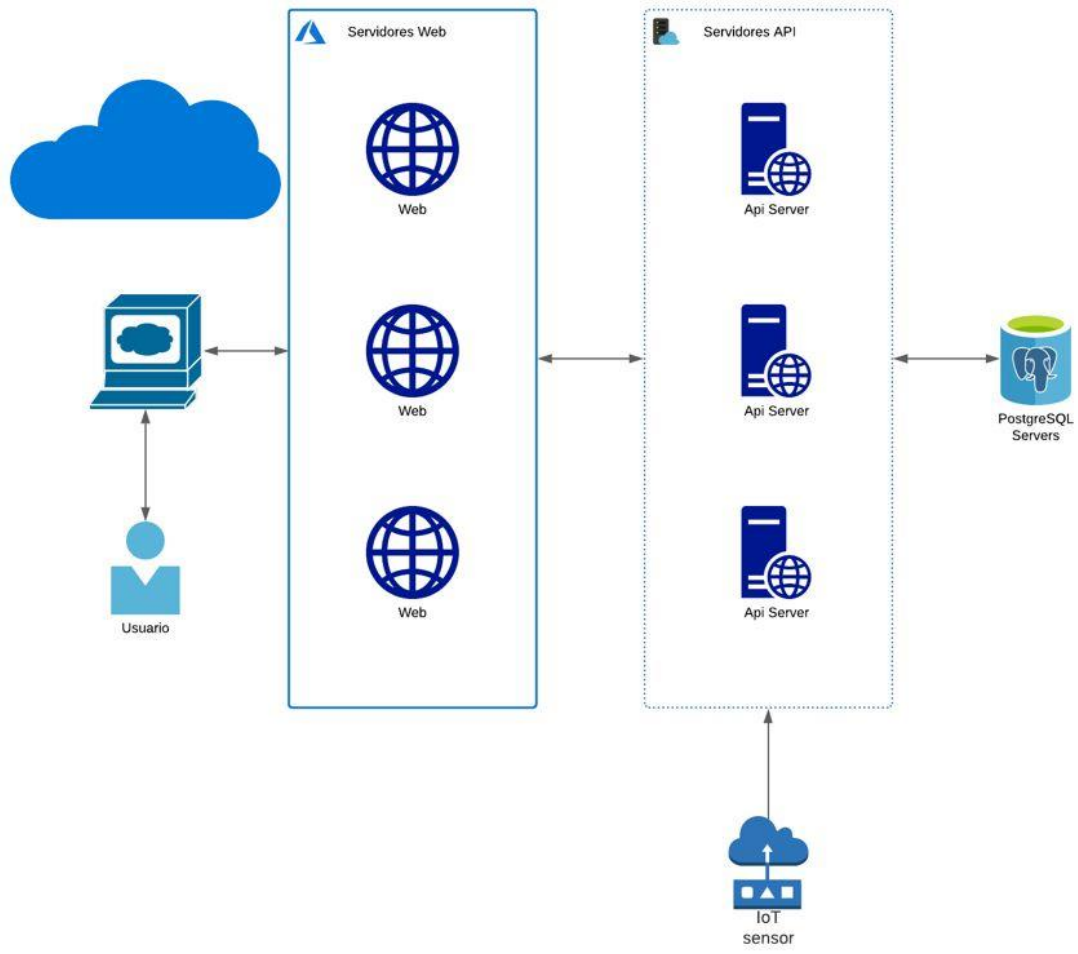 Servidores Web
Servidores API
Web
Api Server
Web
Api Server
PostgreSQL
Servers
Web
Api Server
Usuario
IoT
sensor